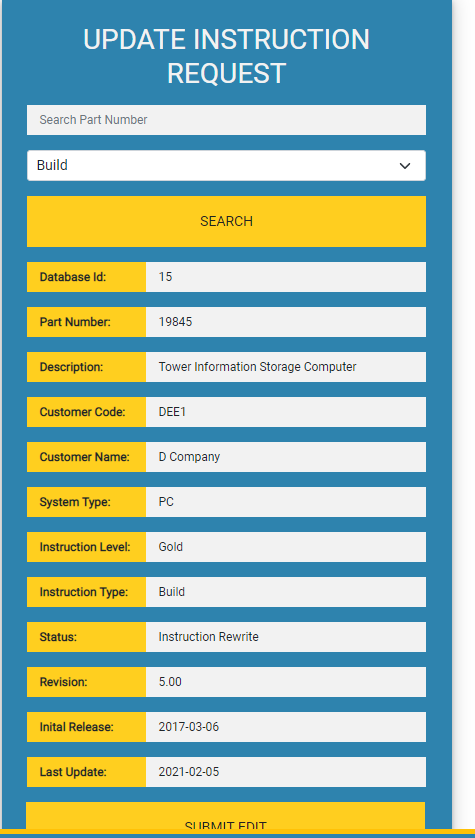 UPDATE INSTRUCTION
REQUEST
Search Part Number
Build
SEARCH
Database Id: 15
Part Number: 19845
Description: Tower Information Storage Computer
Customer Code: DEE1
Customer Name: D Company
System Type: PC
Instruction Level: Gold
Instruction Type: Build
Status: Instruction Rewrite
Revision: 5.00
Inital Release: 2017-03-06
Last Update: 2021-02-05
SUBMIT EDIT